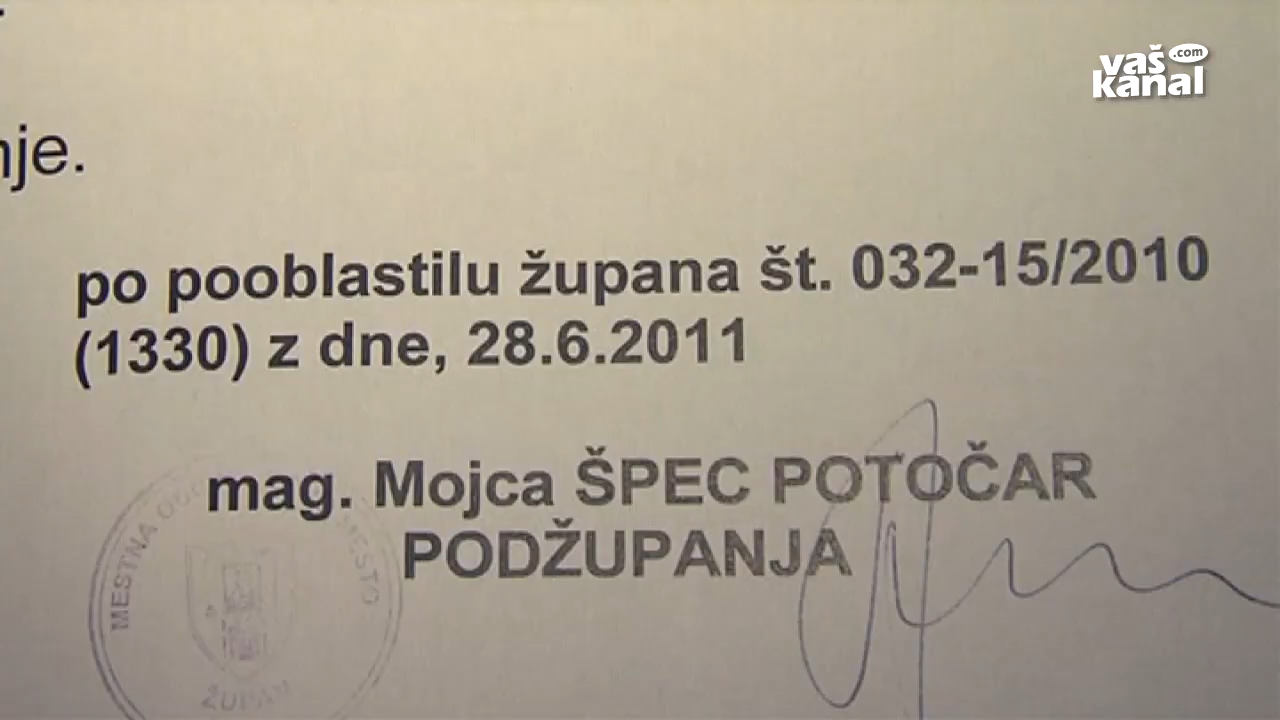 vaš .com
kanal
nje.
po pooblastilu župana št. 032-15/2010
(1330) z dne, 28.6.2011
mag. Mojca ŠPEC POTOČAR
PODŽUPANJA
MESTNA MESTO
ŽUPAN